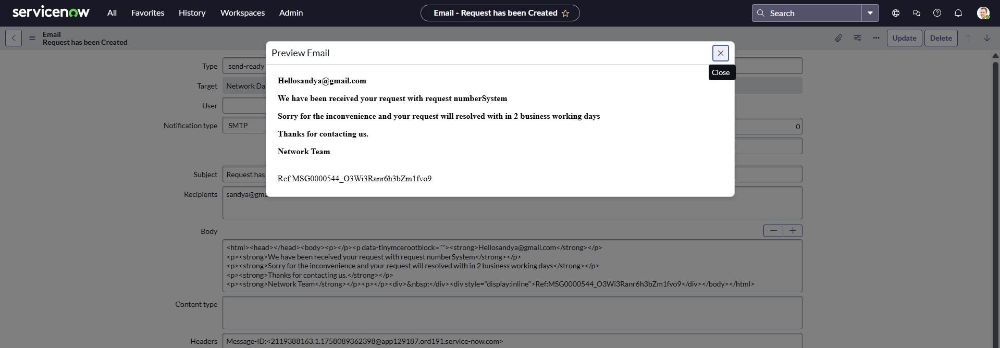 servicenow
All Favorites History Workspaces Admin
Email - Request has been Created
Search
Email
Request has been Created
Update Delete
Preview Email
Close
Hellosandya@gmail.com
We have been received your request with request numberSystem
Sorry for the inconvenience and your request will resolved with in 2 business working days
Thanks for contacting us.
Network Team
Ref:MSG0000544_O3Wi3Ranr6h3bZm1fvo9
Type send-ready
Target Network Da
User
Notification type SMTP
0
Subject Request has
Recipients sandya@gma
Body
<html><head></head><body><p></p><p data-tinymcerootblock=""><strong>Hellosandya@gmail.com</strong></p>
<p><strong>We have been received your request with request numberSystem</strong></p>
<p><strong>Sorry for the inconvenience and your request will resolved with in 2 business working days</strong></p>
<p><strong>Thanks for contacting us.</strong></p>
<p><strong>Network Team</strong></p><p></p><div>&nbsp;</div><div style="display:inline">Ref:MSG0000544_O3Wi3Ranr6h3bZm1fvo9</div></body></html>
Content type
Headers Message-ID:<2119388163.1.1758089362398@app129187.ord191.service-now.com>